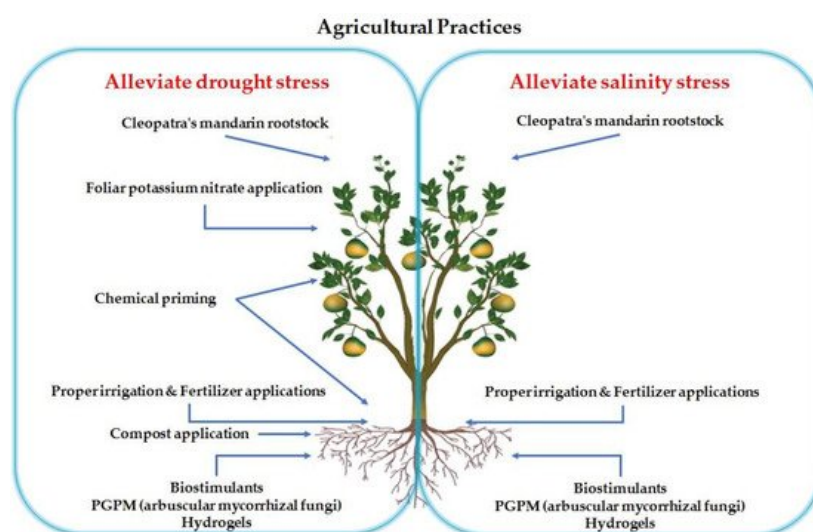 Agricultural Practices
Alleviate drought stress
Cleopatra's mandarin rootstock
Foliar potassium nitrate application
Chemical priming
Proper irrigation & Fertilizer applications
Compost application
Biostimulants
PGPM (arbuscular mycorrhizal fungi)
Hydrogels
Alleviate salinity stress
Cleopatra's mandarin rootstock
Proper irrigation & Fertilizer applications
Biostimulants
PGPM (arbuscular mycorrhizal fungi)
Hydrogels